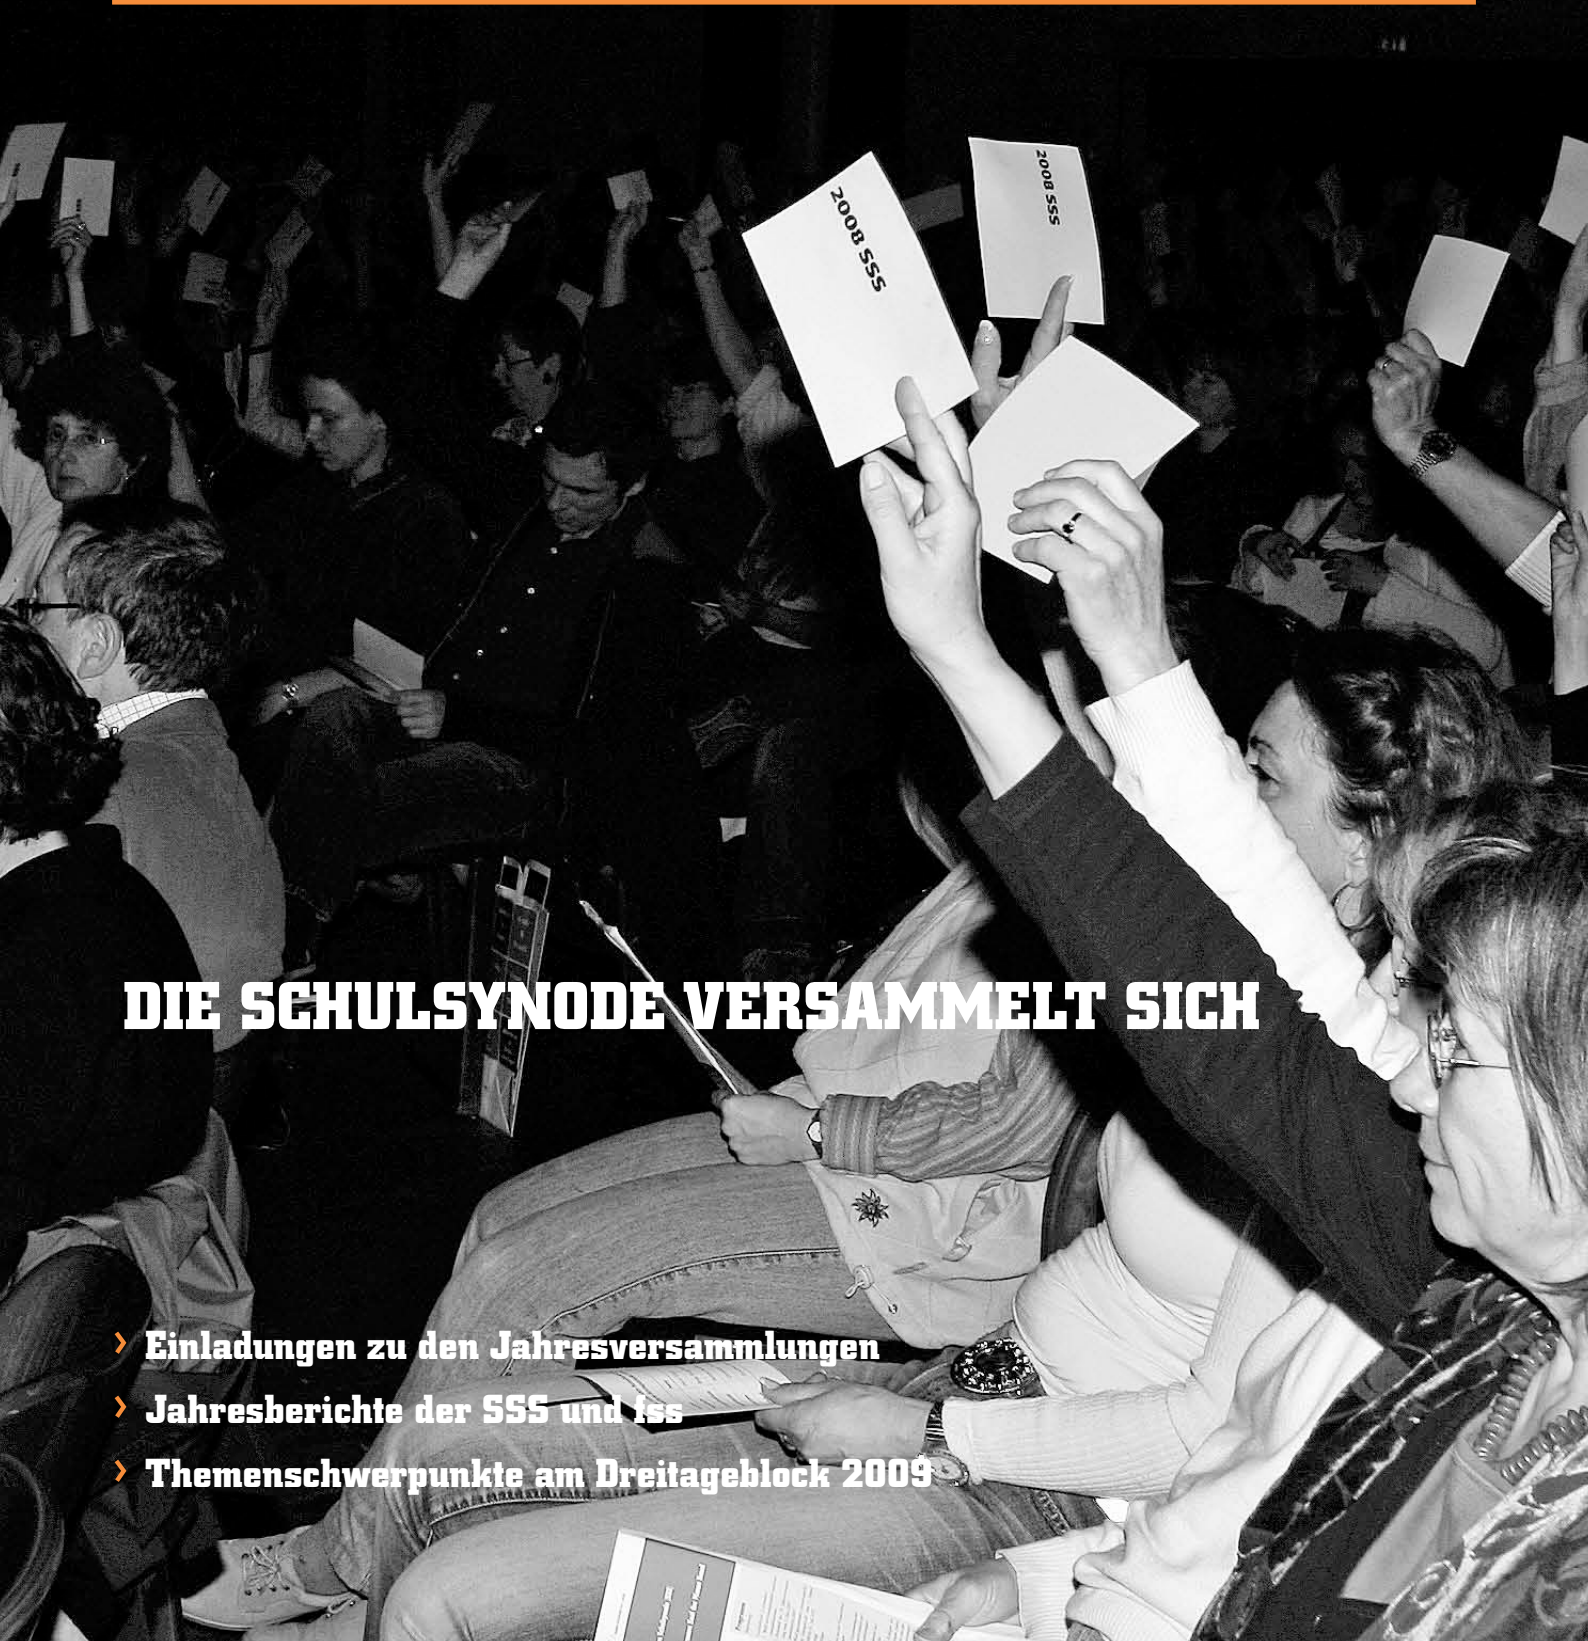 2008 SSS
2008 SSS
DIE SCHULSYNODE VERSAMMELT SICH
› Einladungen zu den Jahresversammlungen
› Jahresberichte der SSS und fss
› Themenschwerpunkte am Dreitageblock 2009